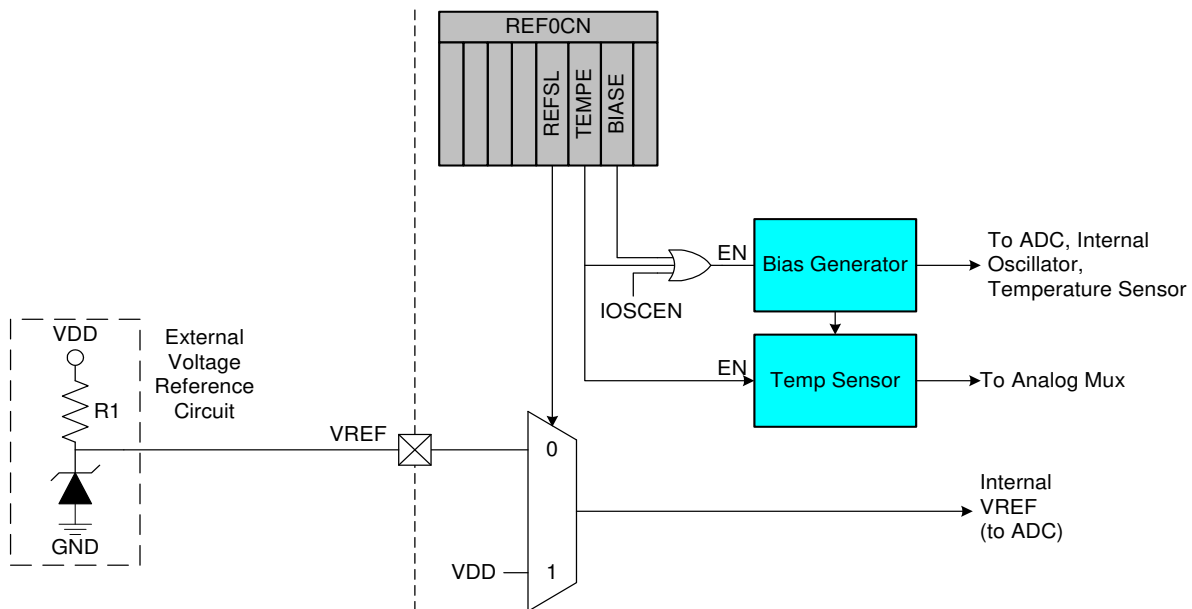 REF0CN
REFSL
TEMPE
BIASE
EN
Bias Generator
To ADC, Internal
Oscillator,
Temperature Sensor
IOSCEN
VDD
External
Voltage
Reference
Circuit
R1
EN
Temp Sensor
To Analog Mux
VREF
0
Internal
VREF
(to ADC)
GND
VDD
1